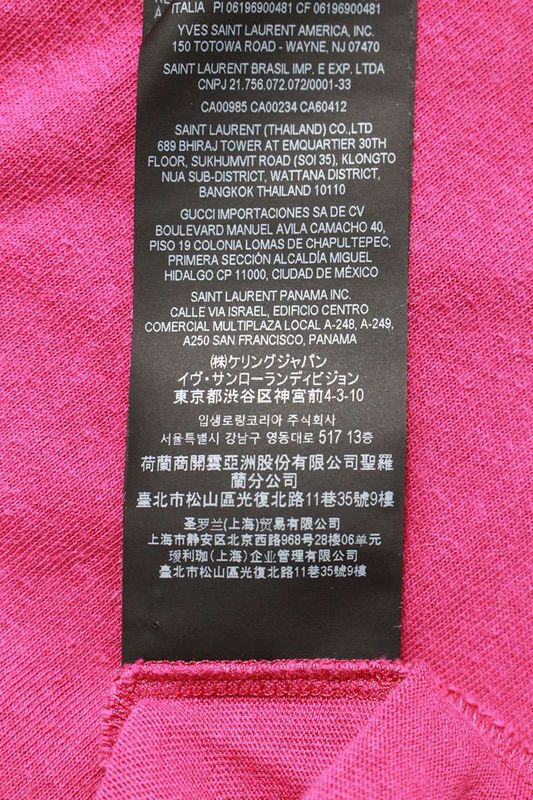 A ITALIA PI 06196900481 CF 06196900481
YVES SAINT LAURENT AMERICA, INC.
150 TOTOWA ROAD - WAYNE, NJ 07470
SAINT LAURENT BRASIL IMP. E EXP. LTDA
CNPJ 21.756.072.072/0001-33
CA00985 CA00234 CA60412
SAINT LAURENT (THAILAND) CO.,LTD
689 BHIRAJ TOWER AT EMQUARTIER 30TH
FLOOR, SUKHUMVIT ROAD (SOI 35), KLONGTO
NUA SUB-DISTRICT, WATTANA DISTRICT,
BANGKOK THAILAND 10110
GUCCI IMPORTACIONES SA DE CV
BOULEVARD MANUEL AVILA CAMACHO 40,
PISO 19 COLONIA LOMAS DE CHAPULTEPEC,
PRIMERA SECCIÓN ALCALDÍA MIGUEL
HIDALGO CP 11000, CIUDAD DE MÉXICO
SAINT LAURENT PANAMA INC.
CALLE VIA ISRAEL, EDIFICIO CENTRO
COMERCIAL MULTIPLAZA LOCAL A-248, A-249,
A250 SAN FRANCISCO, PANAMA
㈱ケリングジャパン
イヴ・サンローランディビジョン
東京都渋谷区神宮前4-3-10
입생로랑코리아 주식회사
서울특별시 강남구 영동대로 517 13층
荷蘭商開雲亞洲股份有限公司聖羅
蘭分公司
臺北市松山區光復北路11巷35號9樓
圣罗兰(上海)贸易有限公司
上海市静安区北京西路968号28楼06单元
瑷利珈(上海)企业管理有限公司
臺北市松山區光復北路11巷35號9樓